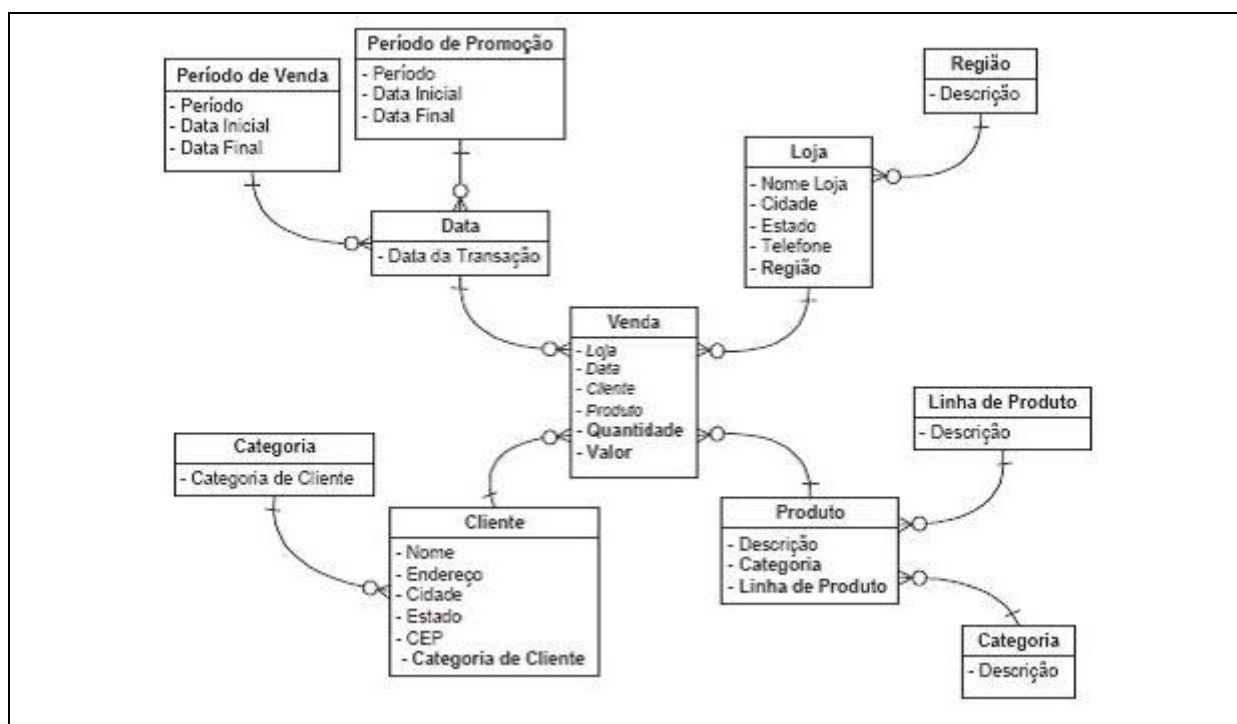 Período de Venda
- Período
- Data Inicial
- Data Final
Período de Promoção
- Período
- Data Inicial
- Data Final
Região
- Descrição
Loja
- Nome Loja
- Cidade
- Estado
- Telefone
- Região
Data
- Data da Transação
Venda
- Loja
- Data
- Cliente
- Produto
- Quantidade
- Valor
Linha de Produto
- Descrição
Categoria
- Categoria de Cliente
Cliente
- Nome
- Endereço
- Cidade
- Estado
- CEP
- Categoria de Cliente
Produto
- Descrição
- Categoria
- Linha de Produto
Categoria
- Descrição